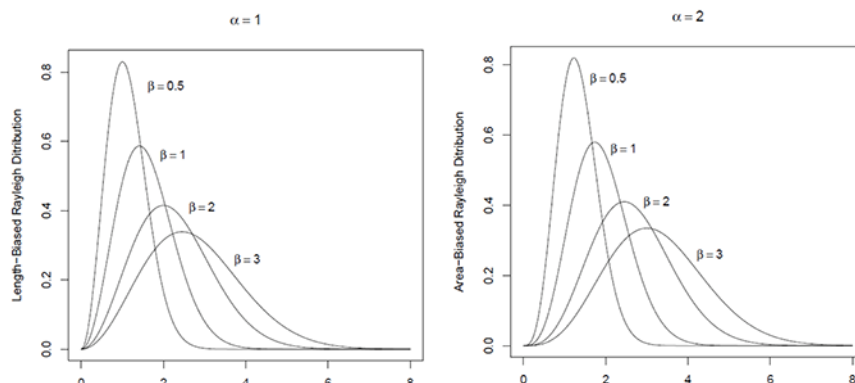 α = 1
Length−Biased Rayleigh Ditribution
0.0
0.2
0.4
0.6
0.8
β = 0.5
β = 1
β = 2
β = 3
0
2
4
6
8
α = 2
Area−Biased Rayleigh Ditribution
0.0
0.2
0.4
0.6
0.8
β = 0.5
β = 1
β = 2
β = 3
0
2
4
6
8